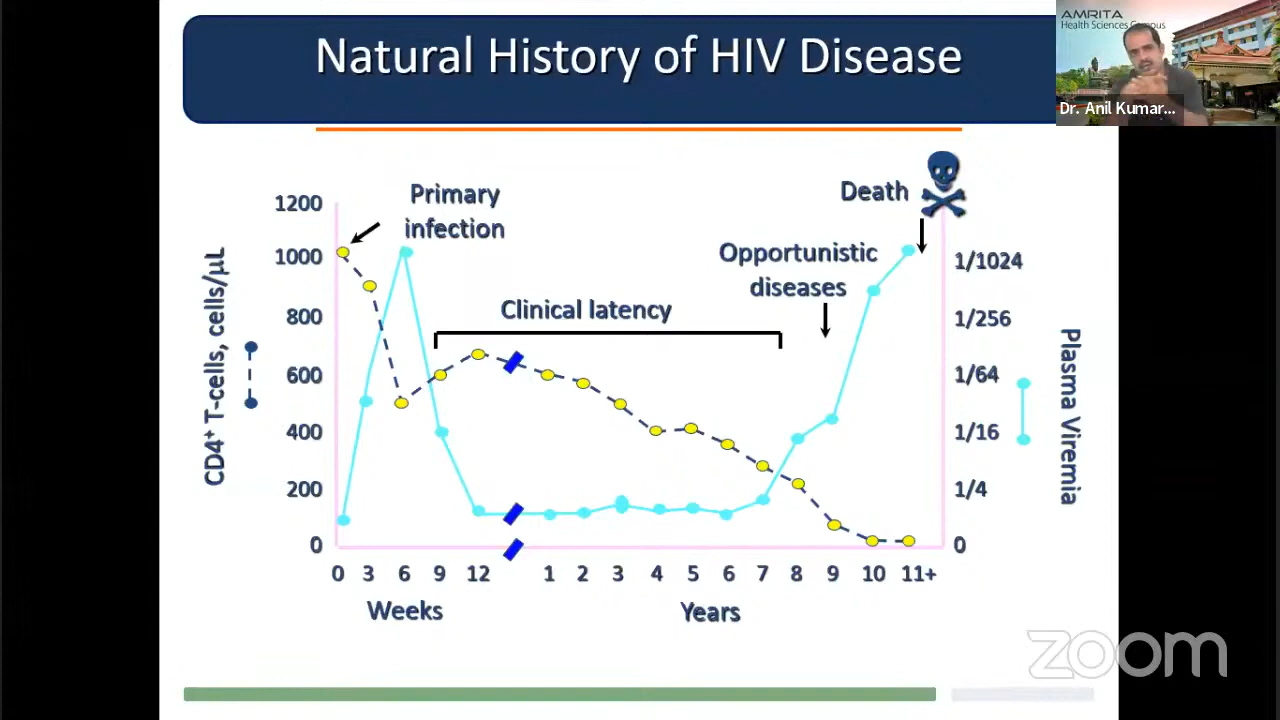 Natural History of HIV Disease
AMRITA
Health Sciences Campus
Dr. Anil Kumar...
Primary
infection
Clinical latency
Opportunistic
diseases
Death
CD4+ T-cells, cells/μL
1200
1000
800
600
400
200
0
1/1024
1/256
1/64
1/16
1/4
0
Plasma Viremia
0 3 6 9 12 1 2 3 4 5 6 7 8 9 10 11+
Weeks Years
zoom